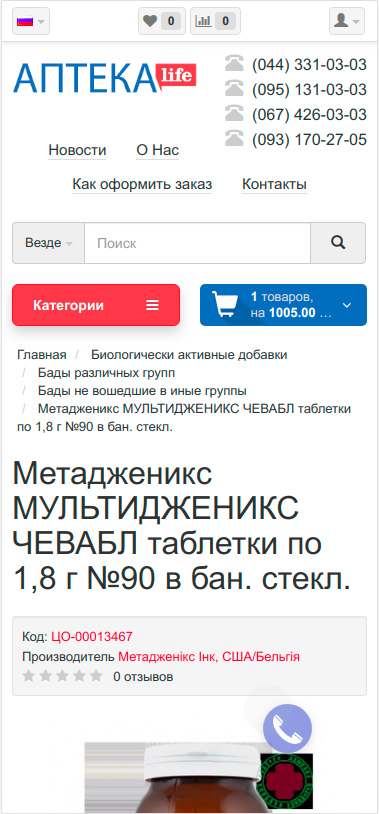 0 0
АПТЕКА life
(044) 331-03-03
(095) 131-03-03
(067) 426-03-03
(093) 170-27-05
Новости О Нас
Как оформить заказ Контакты
Везде Поиск
Категории
1 товаров,
на 1005.00 ...
Главная / Биологически активные добавки
/ Бады различных групп
/ Бады не вошедшие в иные группы
/ Метадженикс МУЛЬТИДЖЕНИКС ЧЕВАБЛ таблетки
по 1,8 г №90 в бан. стекл.
Метадженикс
МУЛЬТИДЖЕНИКС
ЧЕВАБЛ таблетки по
1,8 г №90 в бан. стекл.
Код: ЦО-00013467
Производитель Метадженікс Інк, США/Бельгія
0 отзывов